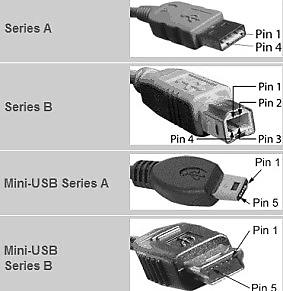 Series A
Pin 1
Pin 4
Series B
Pin 1
Pin 2
Pin 4
Pin 3
Mini-USB Series A
Pin 1
Pin 5
Mini-USB
Series B
Pin 1
Pin 5